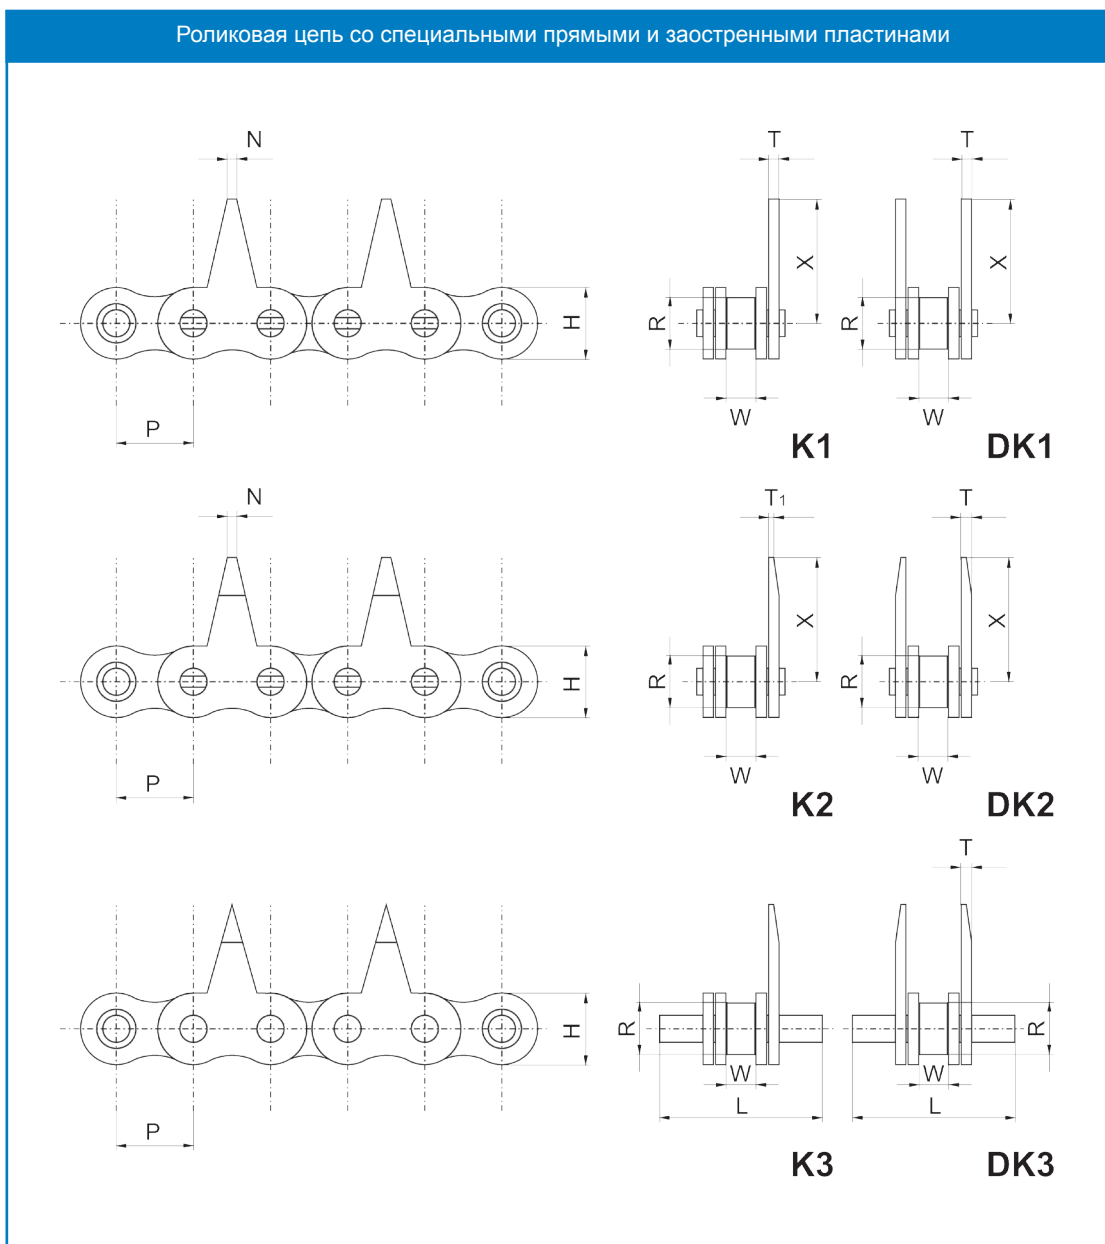 Роликовая цепь со специальными прямыми и заостренными пластинами
N T T
X X
R R
H
W W
P
K1 DK1
N T1 T
X X
R R
H
W W
P
K2 DK2
T
R R
H
W W
L L
P
K3 DK3